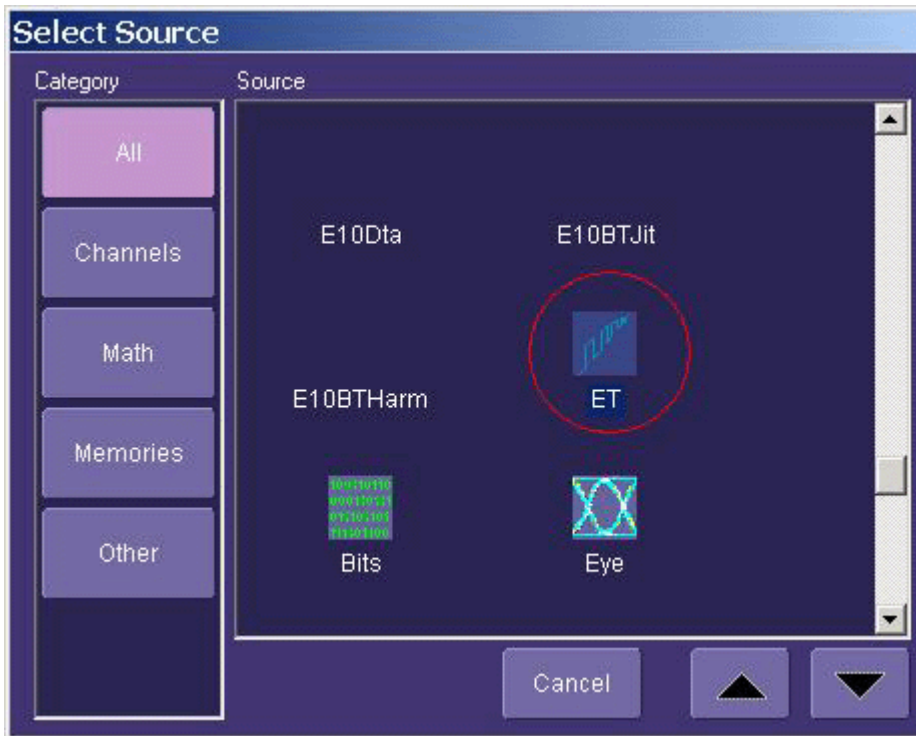 Select Source
Category
Source
All
Channels
Math
Memories
Other
E10Dta
E10BTJit
E10BTHarm
ET
Bits
Eye
Cancel